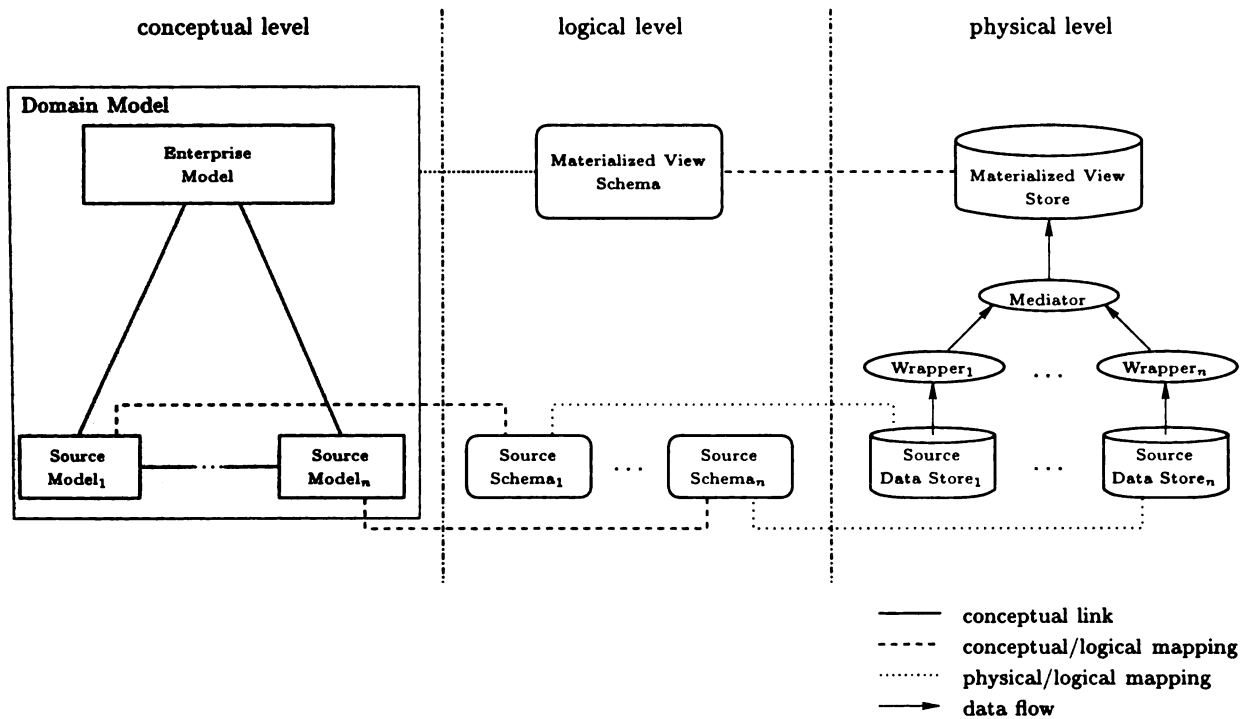 conceptual level
logical level
physical level
Domain Model
Enterprise
Model
Materialized View
Schema
Materialized View
Store
Mediator
Wrapper₁
...
Wrapperₙ
Source
Model₁
...
Source
Modelₙ
Source
Schema₁
...
Source
Schemaₙ
Source
Data Store₁
...
Source
Data Storeₙ
conceptual link
conceptual/logical mapping
physical/logical mapping
data flow